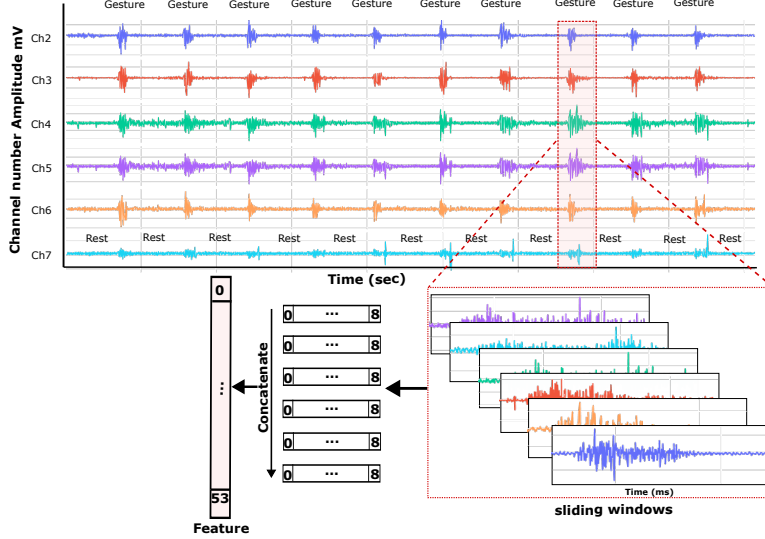 Gesture Gesture Gesture Gesture Gesture Gesture Gesture Gesture Gesture
Channel number Amplitude mV
Ch2
Ch3
Ch4
Ch5
Ch6
Rest Rest Rest Rest Rest Rest Rest Rest Rest Rest
Ch7
Time (sec)
0
...
53
Feature
Concatenate
0 ... 8
0 ... 8
0 ... 8
0 ... 8
0 ... 8
0 ... 8
Time (ms)
sliding windows